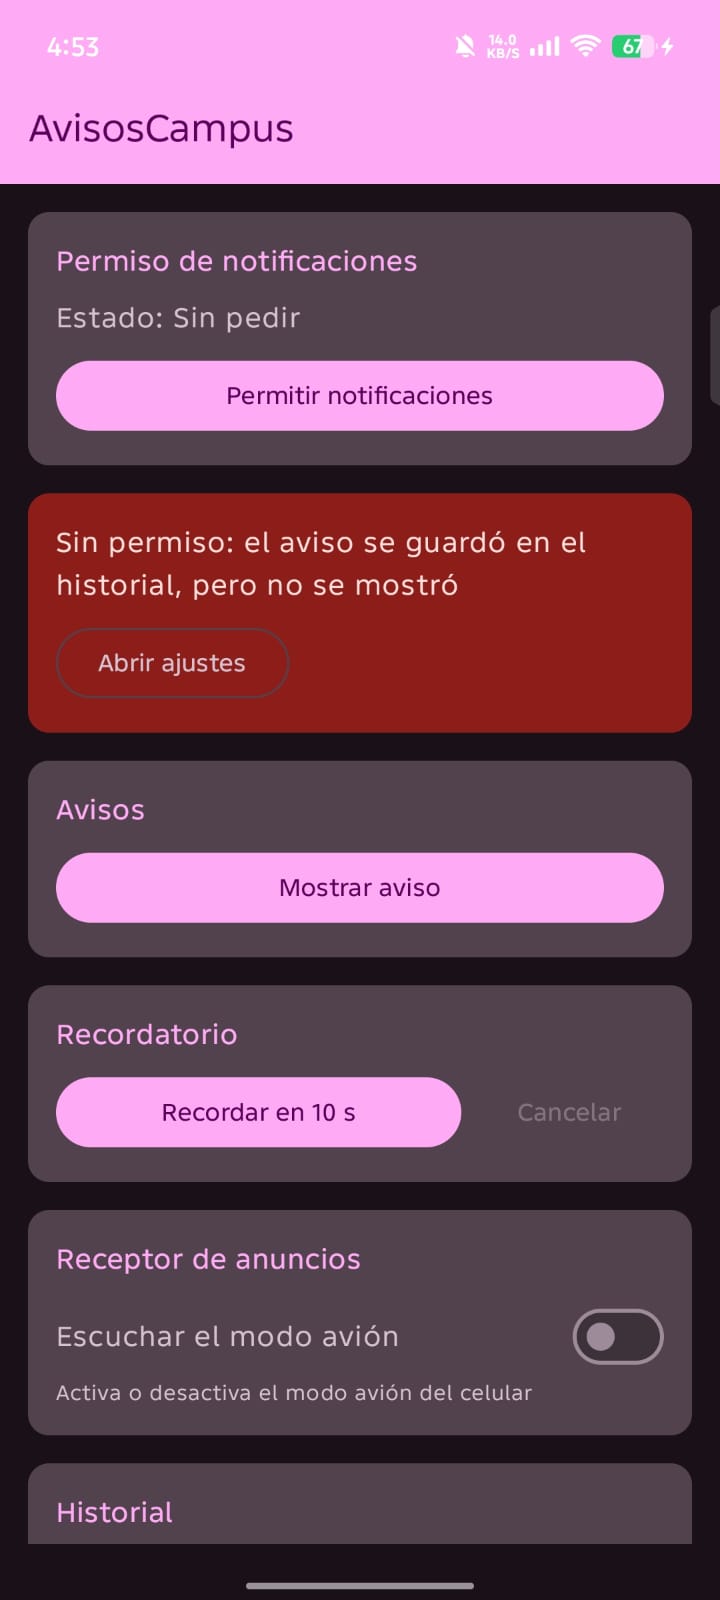 4:53
14.0
KB/S
67
AvisosCampus
Permiso de notificaciones
Estado: Sin pedir
Permitir notificaciones
Sin permiso: el aviso se guardó en el
historial, pero no se mostró
Abrir ajustes
Avisos
Mostrar aviso
Recordatorio
Recordar en 10 s
Cancelar
Receptor de anuncios
Escuchar el modo avión
Activa o desactiva el modo avión del celular
Historial